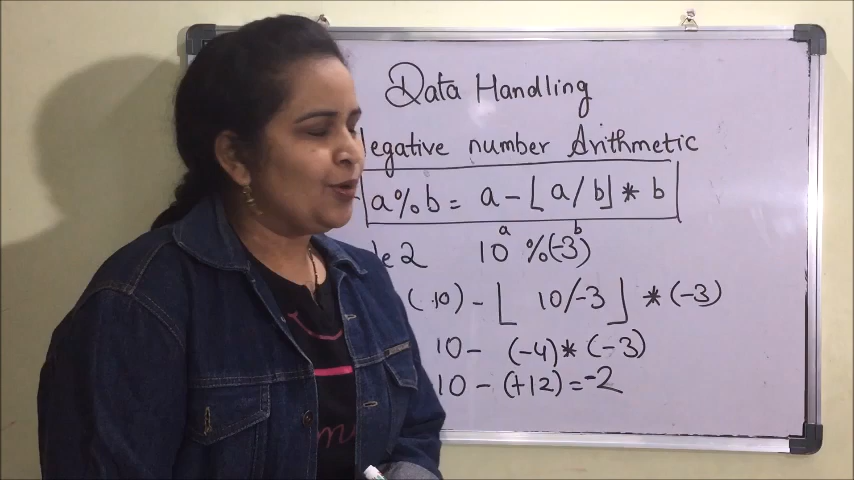 Data Handling
egative number Arithmetic
a%b = a - ⌊a/b⌋ * b
le 2 10 a %(-3) b
(10) - ⌊ 10/-3 ⌋ * (-3)
10 - (-4) * (-3)
10 - (+12) = -2